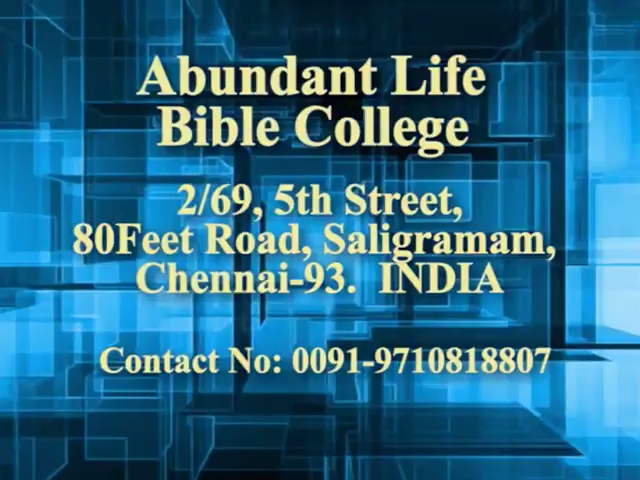 Abundant Life
Bible College
2/69, 5th Street,
80Feet Road, Saligramam,
Chennai-93.  INDIA
Contact No: 0091-9710818807